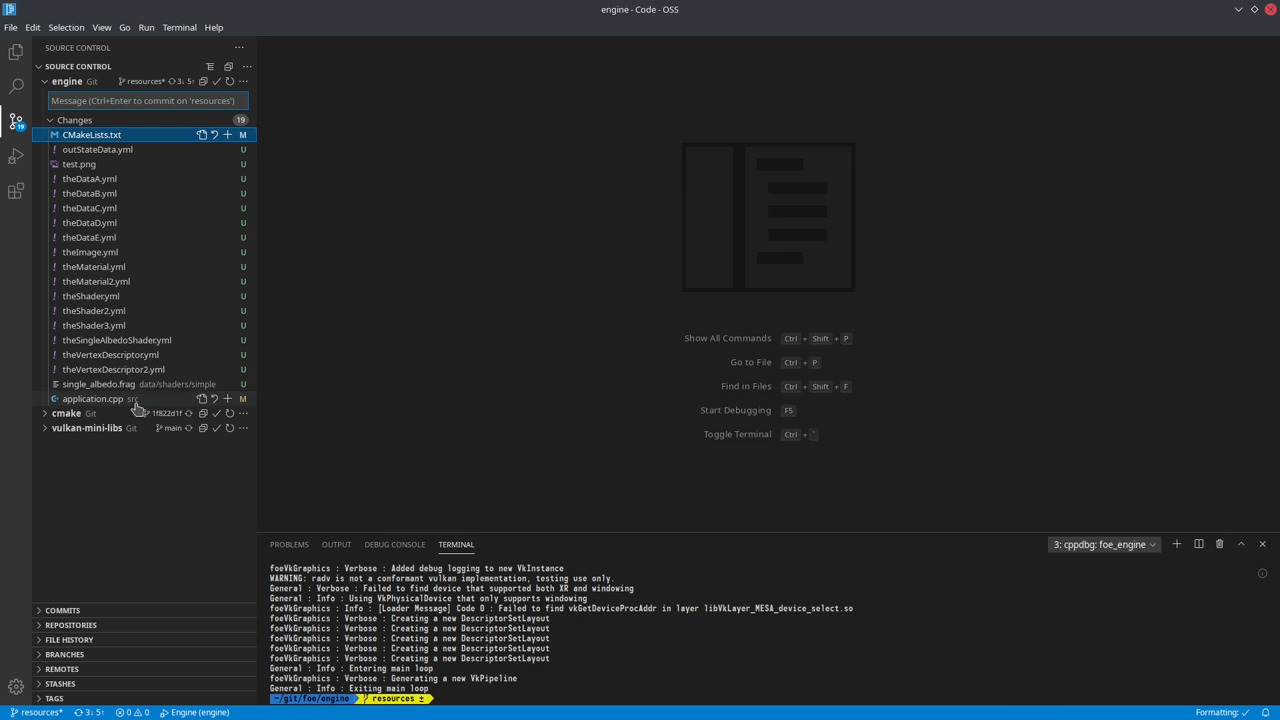 engine - Code - OSS
File Edit Selection View Go Run Terminal Help
SOURCE CONTROL
SOURCE CONTROL
engine Git resources* 3↓ 5↑
Message (Ctrl+Enter to commit on 'resources')
Changes 19
M CMakeLists.txt M
! outStateData.yml U
test.png U
! theDataA.yml U
! theDataB.yml U
! theDataC.yml U
! theDataD.yml U
! theDataE.yml U
! theImage.yml U
! theMaterial.yml U
! theMaterial2.yml U
! theShader.yml U
! theShader2.yml U
! theShader3.yml U
! theSingleAlbedoShader.yml U
! theVertexDescriptor.yml U
! theVertexDescriptor2.yml U
single_albedo.frag data/shaders/simple U
application.cpp src M
cmake Git 1f822d1f
vulkan-mini-libs Git main
19
Show All Commands Ctrl + Shift + P
Go to File Ctrl + P
Find in Files Ctrl + Shift + F
Start Debugging F5
Toggle Terminal Ctrl + `
PROBLEMS OUTPUT DEBUG CONSOLE TERMINAL 3: cppdbg: foe_engine
foeVkGraphics : Verbose : Added debug logging to new VkInstance
WARNING: radv is not a conformant vulkan implementation, testing use only.
General : Verbose : Failed to find device that supported both XR and windowing
General : Info : Using VkPhysicalDevice that only supports windowing
foeVkGraphics : Info : [Loader Message] Code 0 : Failed to find vkGetDeviceProcAddr in layer libVkLayer_MESA_device_select.so
foeVkGraphics : Verbose : Creating a new DescriptorSetLayout
foeVkGraphics : Verbose : Creating a new DescriptorSetLayout
foeVkGraphics : Verbose : Creating a new DescriptorSetLayout
foeVkGraphics : Verbose : Creating a new DescriptorSetLayout
foeVkGraphics : Verbose : Creating a new DescriptorSetLayout
General : Info : Entering main loop
foeVkGraphics : Verbose : Generating a new VkPipeline
General : Info : Exiting main loop
~/git/foe/engine resources ±
COMMITS
REPOSITORIES
FILE HISTORY
BRANCHES
REMOTES
STASHES
TAGS
resources* 3↓ 5↑ 0 0 Engine (engine) Formatting: ✓